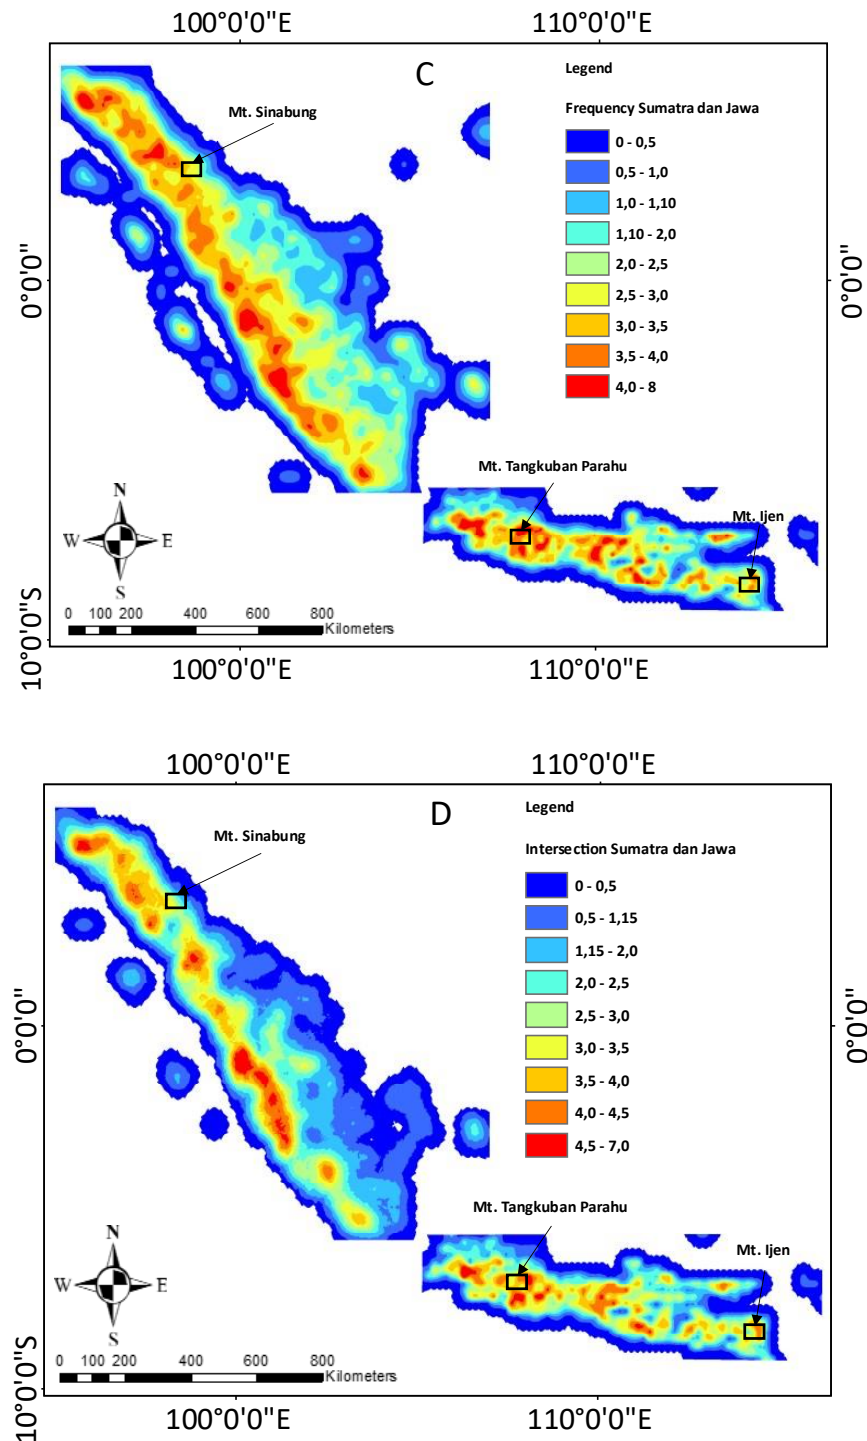 100°0'0"E 110°0'0"E
C
Legend
Mt. Sinabung
Frequency Sumatra dan Jawa
0 - 0,5
0,5 - 1,0
1,0 - 1,10
1,10 - 2,0
2,0 - 2,5
2,5 - 3,0
3,0 - 3,5
3,5 - 4,0
4,0 - 8
0°0'0"
0°0'0"
Mt. Tangkuban Parahu
Mt. Ijen
N
W E
S
0 100 200 400 600 800
Kilometers
10°0'0"S
100°0'0"E 110°0'0"E
100°0'0"E 110°0'0"E
D
Legend
Mt. Sinabung
Intersection Sumatra dan Jawa
0 - 0,5
0,5 - 1,15
1,15 - 2,0
2,0 - 2,5
2,5 - 3,0
3,0 - 3,5
3,5 - 4,0
4,0 - 4,5
4,5 - 7,0
0°0'0"
0°0'0"
Mt. Tangkuban Parahu
Mt. Ijen
N
W E
S
0 100 200 400 600 800
Kilometers
10°0'0"S
100°0'0"E 110°0'0"E